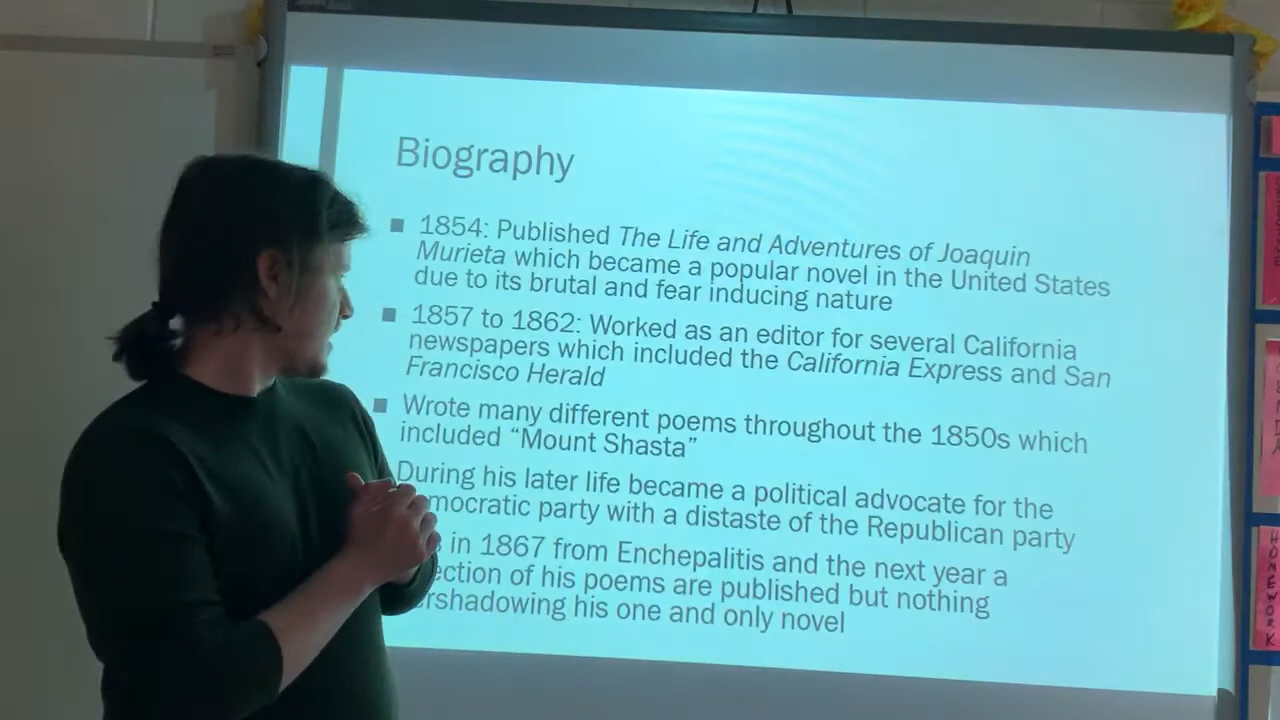 Biography
1854: Published The Life and Adventures of Joaquin
Murieta which became a popular novel in the United States
due to its brutal and fear inducing nature
1857 to 1862: Worked as an editor for several California
newspapers which included the California Express and San
Francisco Herald
Wrote many different poems throughout the 1850s which
included “Mount Shasta”
During his later life became a political advocate for the
mocratic party with a distaste of the Republican party
in 1867 from Enchepalitis and the next year a
ection of his poems are published but nothing
rshadowing his one and only novel
HOMEWORK